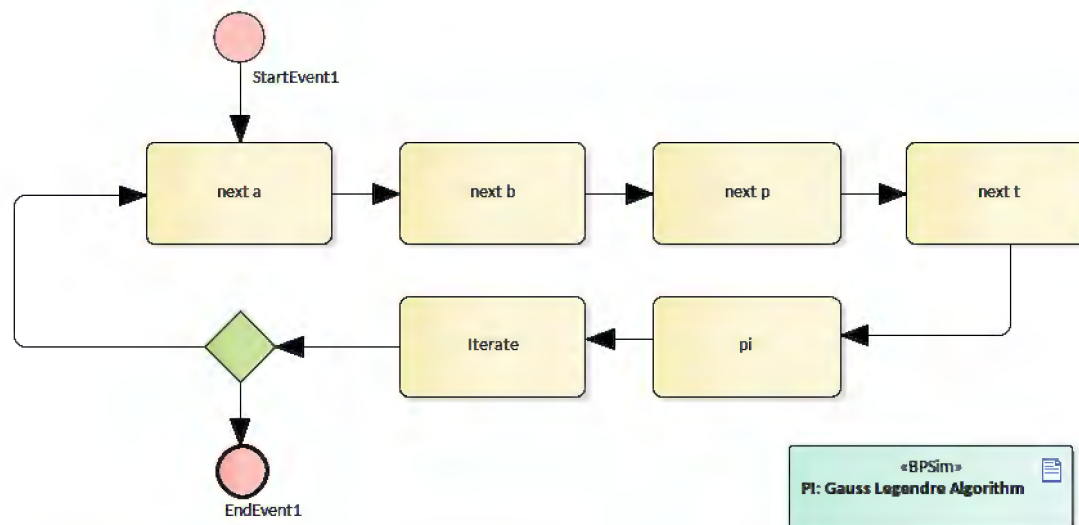 StartEvent1
next a
next b
next p
next t
Iterate
pi
EndEvent1
«BPSim»
PI: Gauss Legendre Algorithm